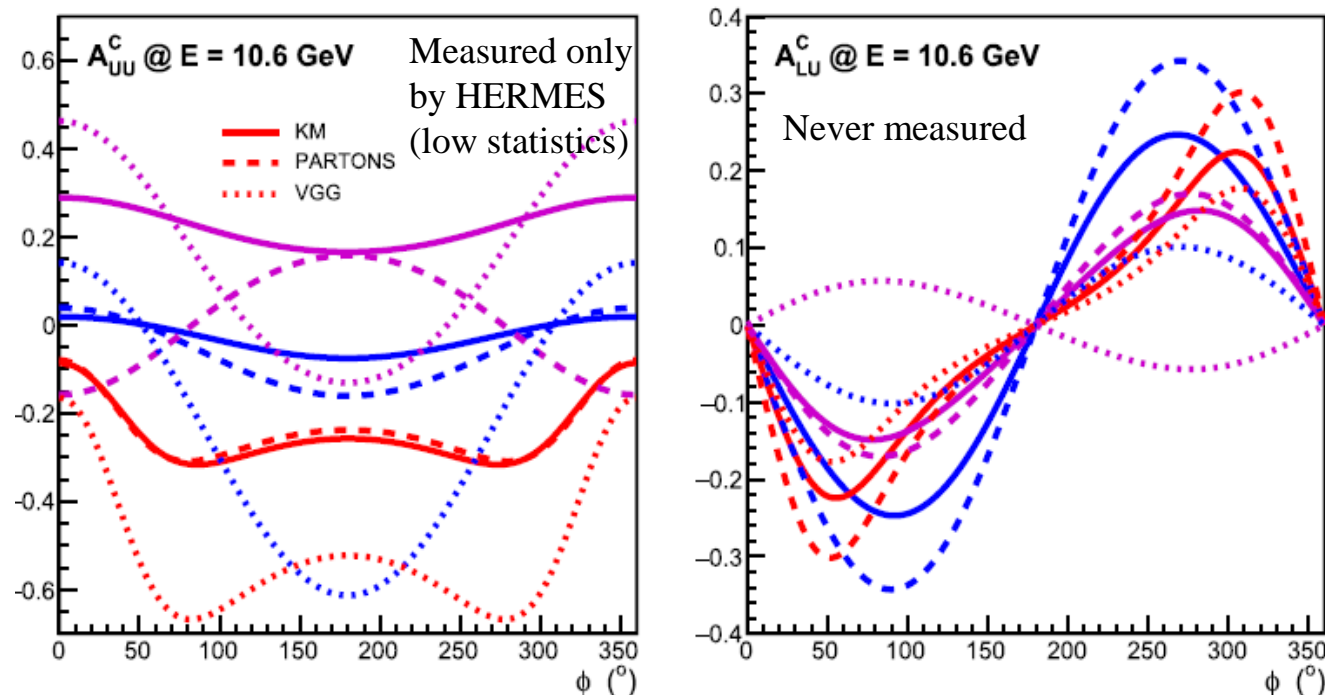 A_UU^C @ E = 10.6 GeV
Measured only
by HERMES
(low statistics)
KM
PARTONS
VGG
0.6
0.4
0.2
0
-0.2
-0.4
-0.6
0 50 100 150 200 250 300 350
ϕ (°)
A_LU^C @ E = 10.6 GeV
Never measured
0.4
0.3
0.2
0.1
0
−0.1
−0.2
−0.3
−0.4
0 50 100 150 200 250 300 350
ϕ (°)